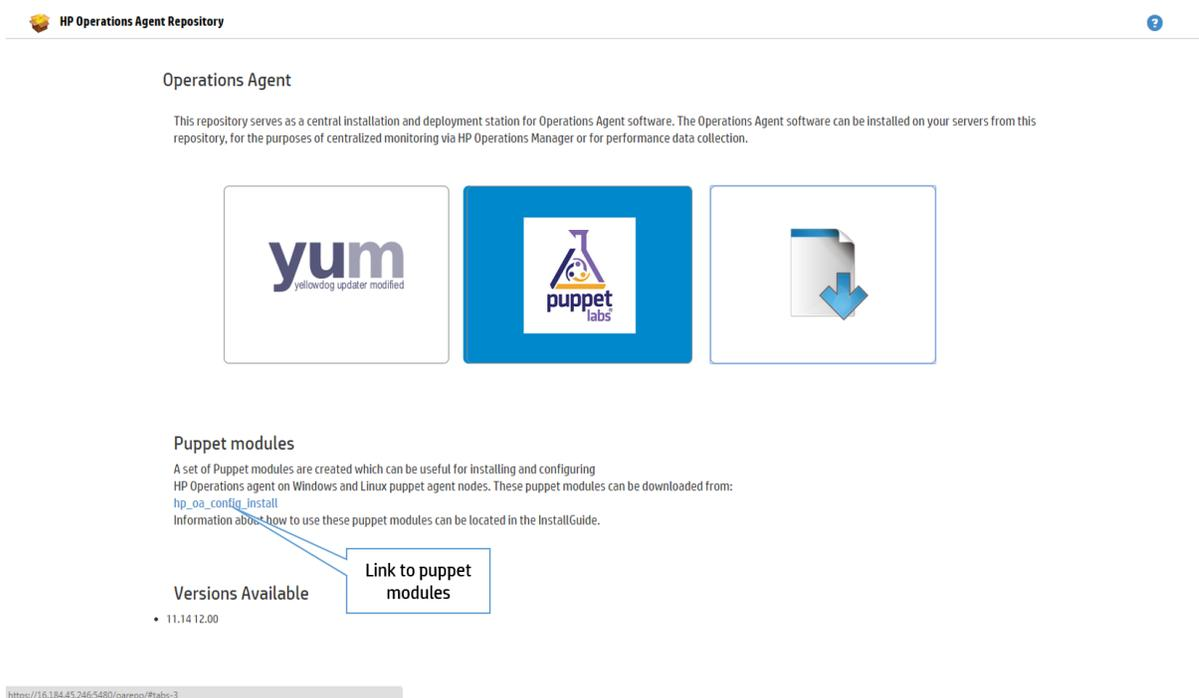 HP Operations Agent Repository
?
Operations Agent
This repository serves as a central installation and deployment station for Operations Agent software. The Operations Agent software can be installed on your servers from this
repository, for the purposes of centralized monitoring via HP Operations Manager or for performance data collection.
yum
yellowdog updater modified
puppet
labs
Puppet modules
A set of Puppet modules are created which can be useful for installing and configuring
HP Operations agent on Windows and Linux puppet agent nodes. These puppet modules can be downloaded from:
hp_oa_config_install
Information about how to use these puppet modules can be located in the InstallGuide.
Link to puppet
modules
Versions Available
• 11.14 12.00
https://16.184.45.246:5480/oarepo/#tabs-3